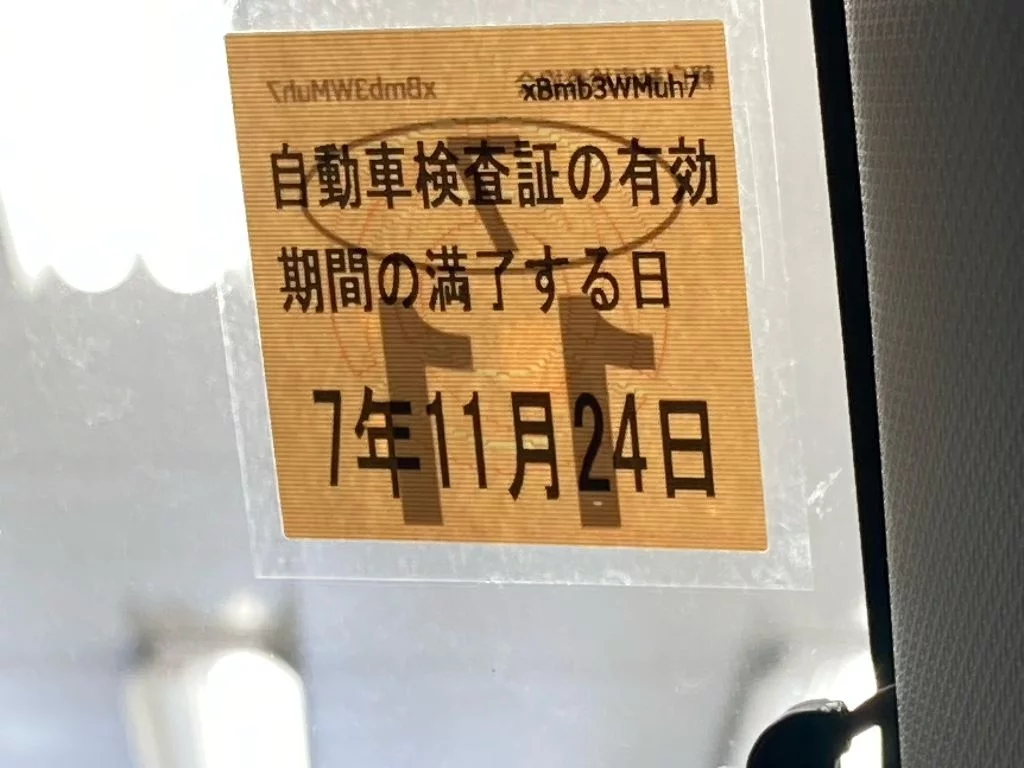 xBmb3WMuh7
自動車検査証の有効
期間の満了する日
7年11月24日